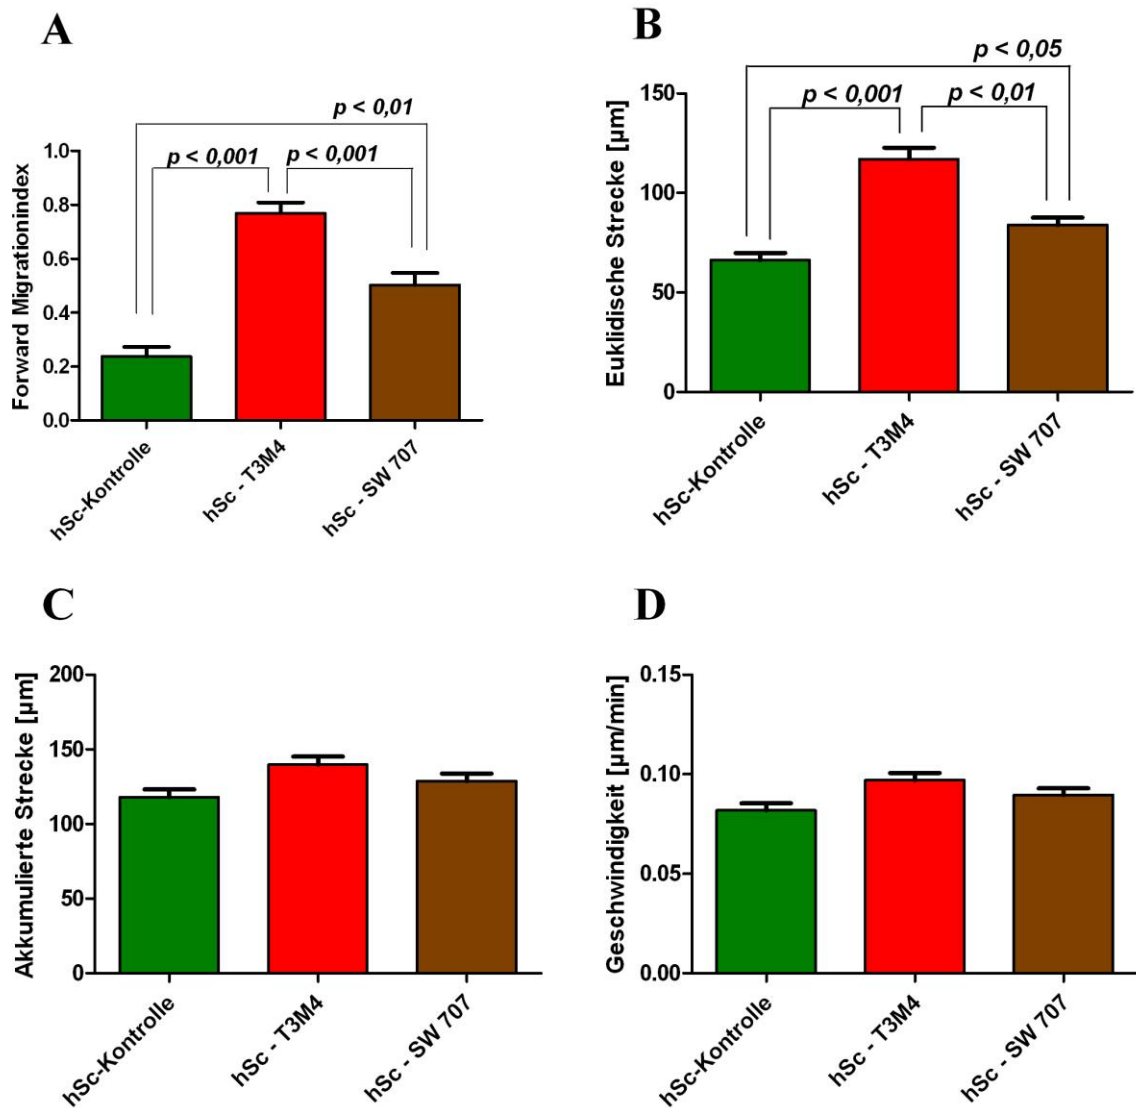 A
p < 0,01
p < 0,001
p < 0,001
Forward Migrationindex
1.0
0.8
0.6
0.4
0.2
0.0
hSc-Kontrolle
hSc - T3M4
hSc - SW 707
B
p < 0,05
p < 0,001
p < 0,01
Euklidische Strecke [µm]
150
100
50
0
hSc-Kontrolle
hSc - T3M4
hSc - SW 707
C
Akkumulierte Strecke [µm]
200
150
100
50
0
hSc-Kontrolle
hSc - T3M4
hSc - SW 707
D
Geschwindigkeit [µm/min]
0.15
0.10
0.05
0.00
hSc-Kontrolle
hSc - T3M4
hSc - SW 707